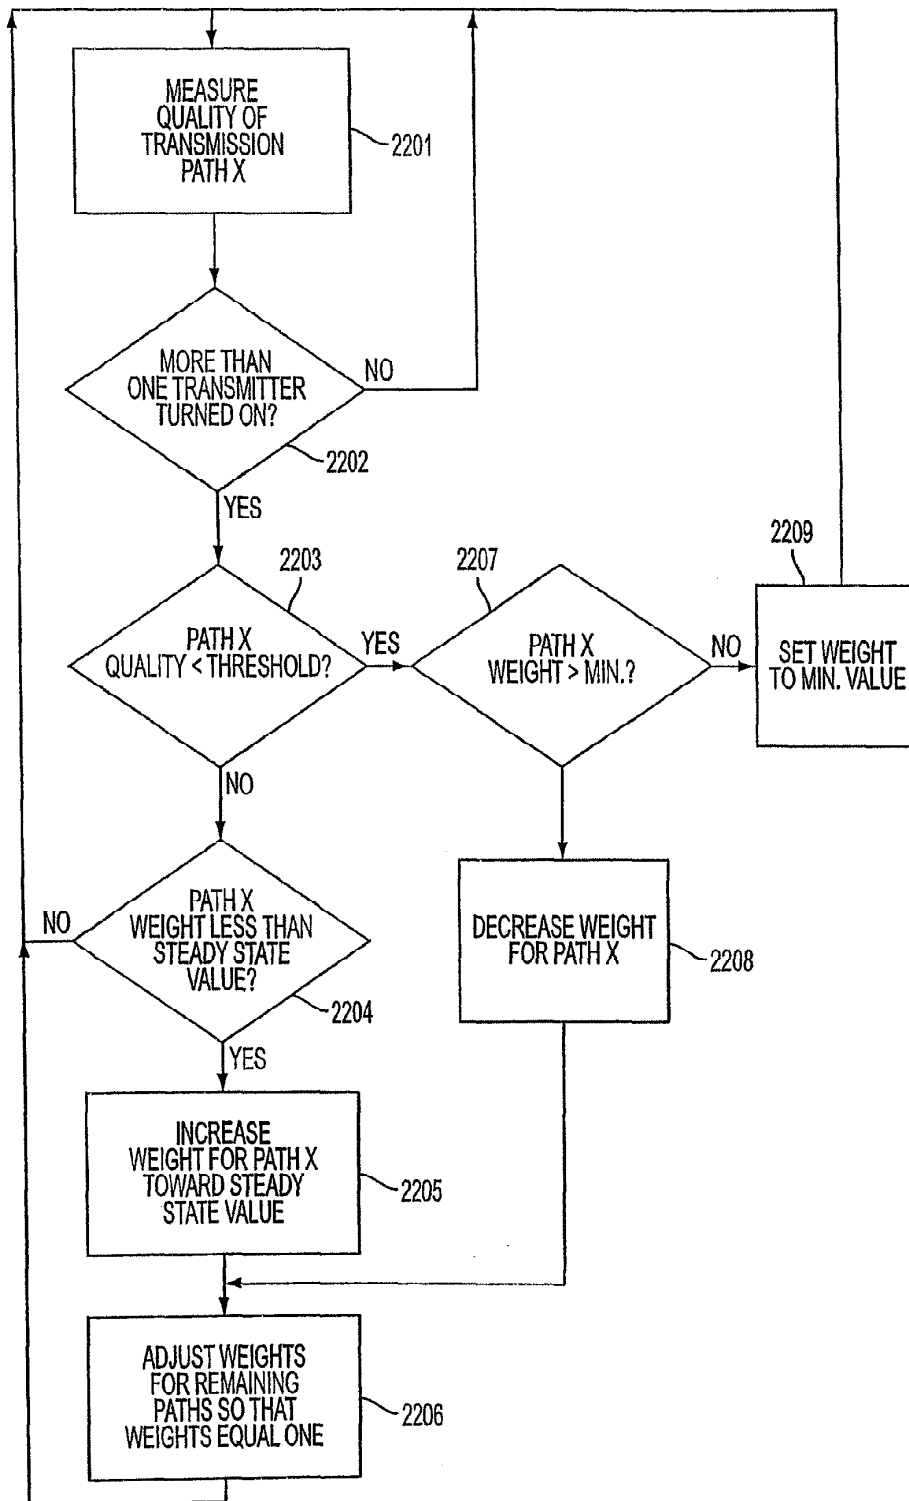 MEASURE
QUALITY OF
TRANSMISSION
PATH X
2201
MORE THAN
ONE TRANSMITTER
TURNED ON?
NO
2202
YES
2203
PATH X
QUALITY < THRESHOLD?
YES
2207
PATH X
WEIGHT > MIN.?
NO
2209
SET WEIGHT
TO MIN. VALUE
NO
PATH X
WEIGHT LESS THAN
STEADY STATE
VALUE?
NO
2204
YES
DECREASE WEIGHT
FOR PATH X
2208
INCREASE
WEIGHT FOR PATH X
TOWARD STEADY
STATE VALUE
2205
ADJUST WEIGHTS
FOR REMAINING
PATHS SO THAT
WEIGHTS EQUAL ONE
2206